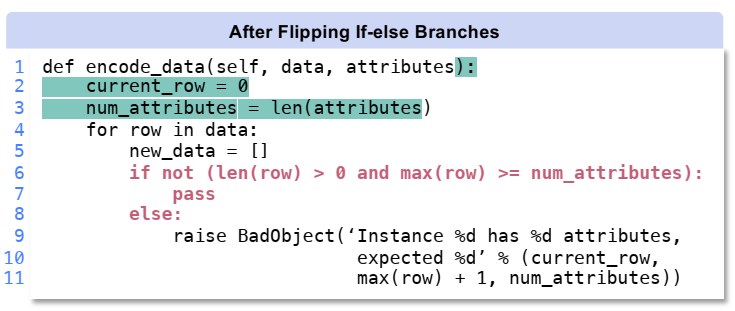 After Flipping If-else Branches
1 def encode_data(self, data, attributes):
2     current_row = 0
3     num_attributes = len(attributes)
4     for row in data:
5         new_data = []
6         if not (len(row) > 0 and max(row) >= num_attributes):
7             pass
8         else:
9             raise BadObject(‘Instance %d has %d attributes,
10                             expected %d’ % (current_row,
11                             max(row) + 1, num_attributes))